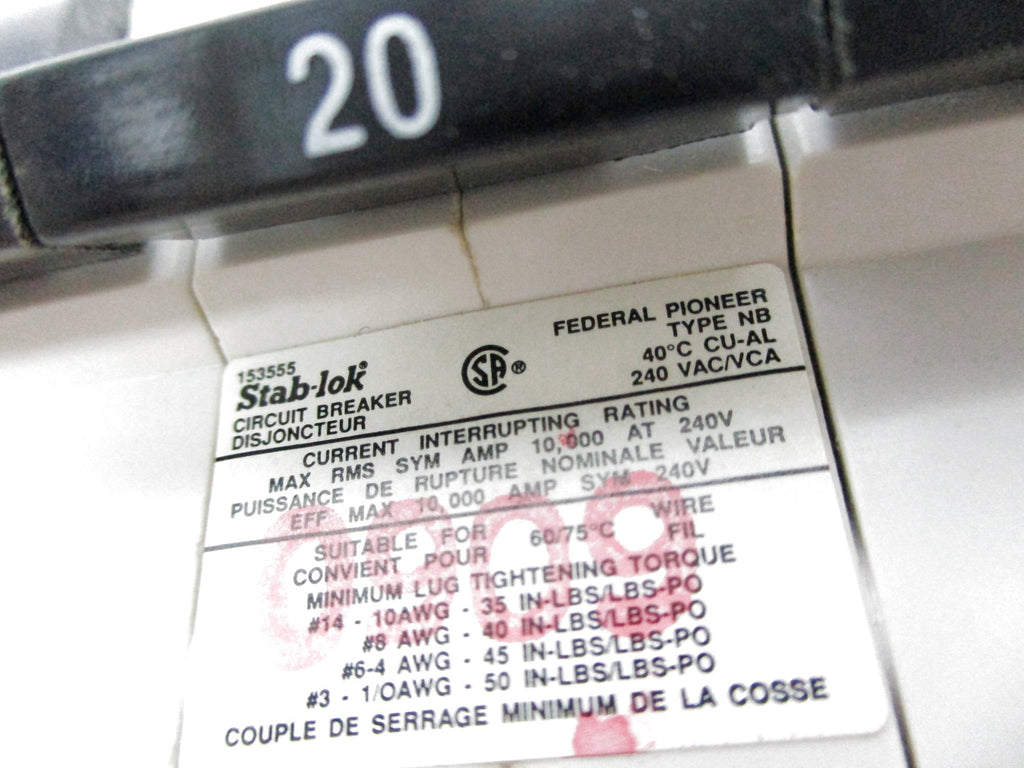 20
153555
Stab-lok®
CIRCUIT BREAKER
DISJONCTEUR
SA ®
FEDERAL PIONEER
TYPE NB
40°C CU-AL
240 VAC/VCA
CURRENT INTERRUPTING RATING
MAX RMS SYM AMP 10,000 AT 240V
PUISSANCE DE RUPTURE NOMINALE VALEUR
EFF MAX 10,000 AMP SYM 240V
SUITABLE FOR 60/75°C WIRE
CONVIENT POUR FIL
MINIMUM LUG TIGHTENING TORQUE
#14 - 10AWG - 35 IN-LBS/LBS-PO
#8 AWG - 40 IN-LBS/LBS-PO
#6-4 AWG - 45 IN-LBS/LBS-PO
#3 - 1/0AWG - 50 IN-LBS/LBS-PO
COUPLE DE SERRAGE MINIMUM DE LA COSSE